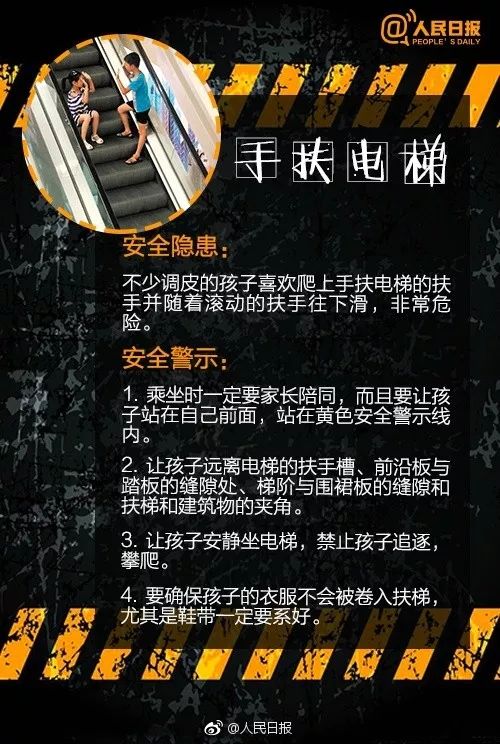 @人民日报
PEOPLE'S DAILY
手扶电梯
安全隐患：
不少调皮的孩子喜欢爬上手扶电梯的扶
手并随着滚动的扶手往下滑，非常危
险。
安全警示：
1. 乘坐时一定要家长陪同，而且要让孩
子站在自己前面，站在黄色安全警示线
内。
2. 让孩子远离电梯的扶手槽、前沿板与
踏板的缝隙处、梯阶与围裙板的缝隙和
扶梯和建筑物的夹角。
3. 让孩子安静坐电梯，禁止孩子追逐，
攀爬。
4. 要确保孩子的衣服不会被卷入扶梯，
尤其是鞋带一定要系好。
@人民日报